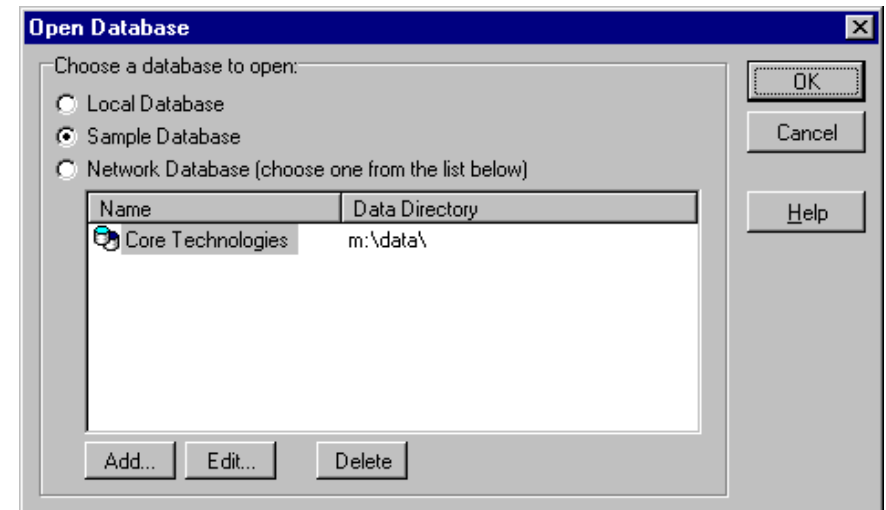 Open Database
Choose a database to open:
OK
Local Database
Sample Database
Cancel
Network Database (choose one from the list below)
Name Data Directory
Help
Core Technologies m:\data\
Add... Edit... Delete